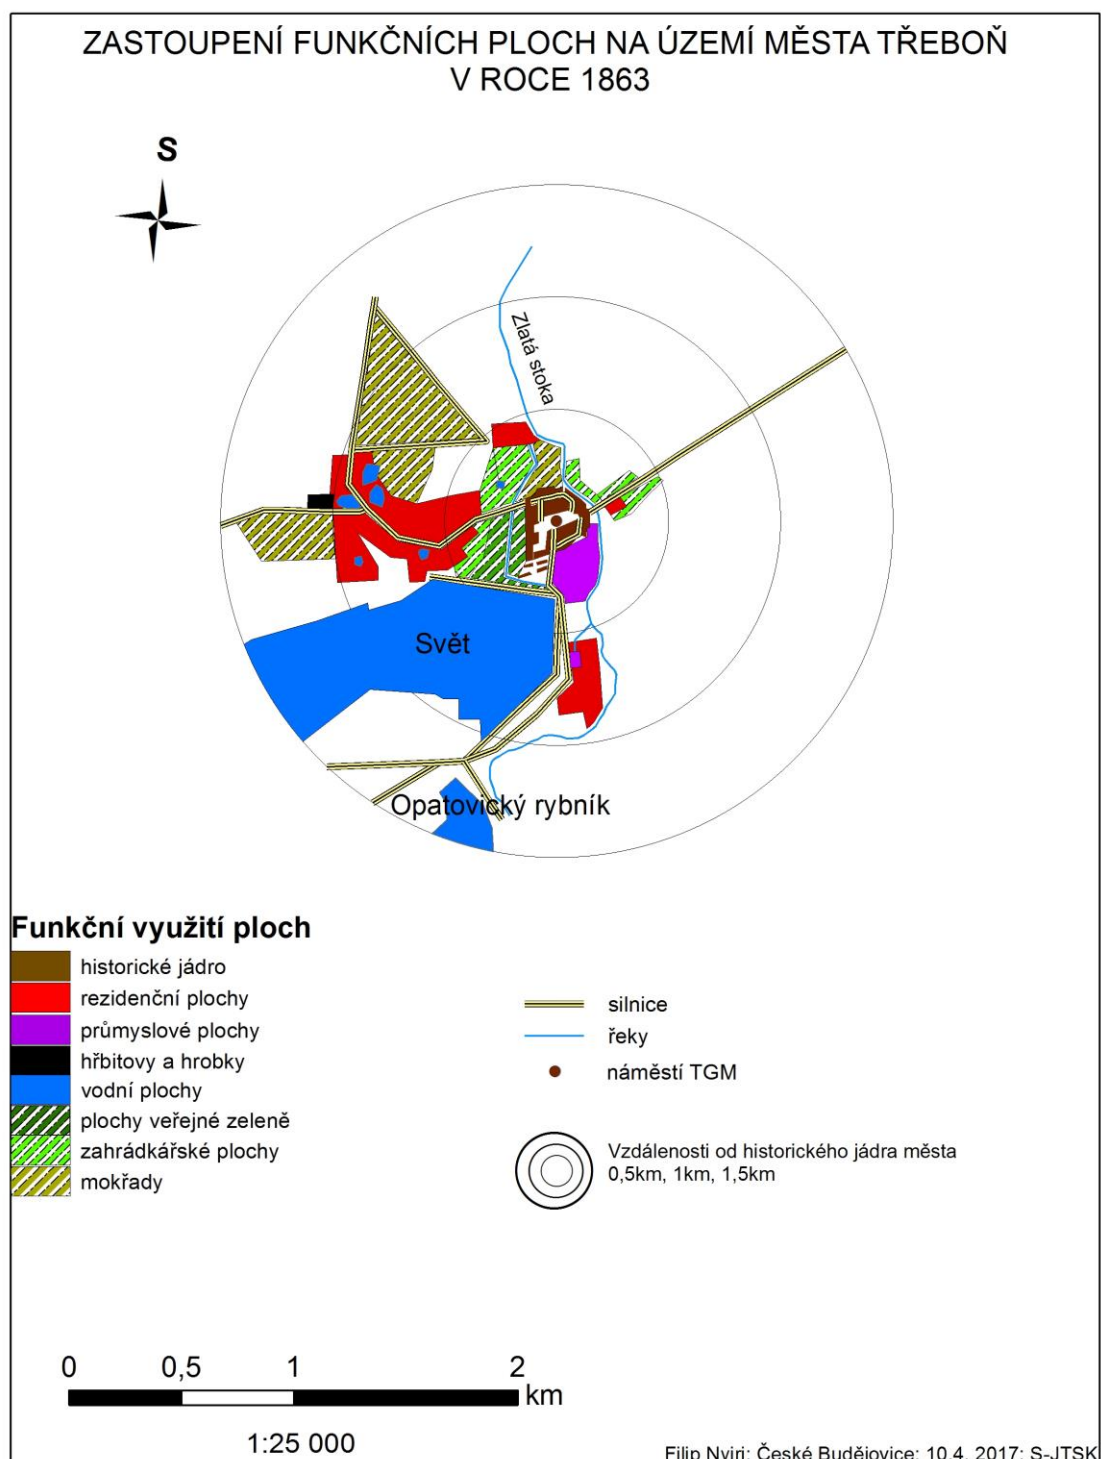 ZASTOUPENÍ FUNKČNÍCH PLOCH NA ÚZEMÍ MĚSTA TŘEBOŇ
V ROCE 1863
S
Zlatá stoka
Svět
Opatovický rybník
Funkční využití ploch
historické jádro
rezidenční plochy
průmyslové plochy
hřbitovy a hrobky
vodní plochy
plochy veřejné zeleně
zahrádkářské plochy
mokřady
silnice
řeky
náměstí TGM
Vzdálenosti od historického jádra města
0,5km, 1km, 1,5km
0 0,5 1 2
km
1:25 000
Filip Nyiri; České Budějovice; 10.4. 2017; S-JTSK